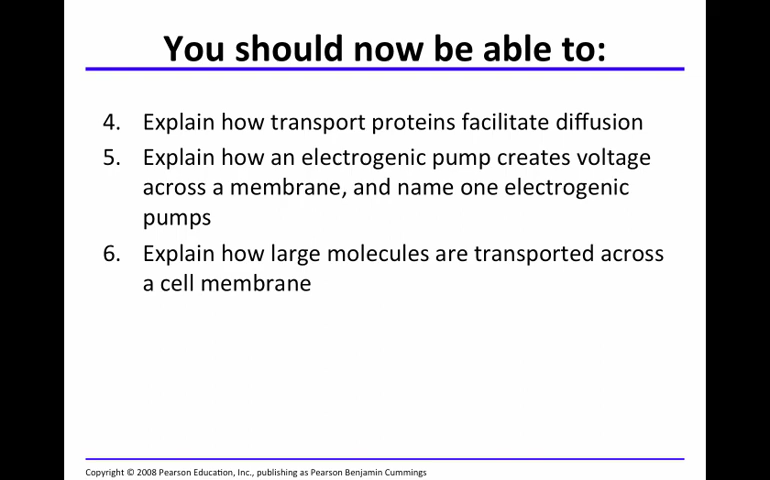 You should now be able to:
4. Explain how transport proteins facilitate diffusion
5. Explain how an electrogenic pump creates voltage
across a membrane, and name one electrogenic
pumps
6. Explain how large molecules are transported across
a cell membrane
Copyright © 2008 Pearson Education, Inc., publishing as Pearson Benjamin Cummings